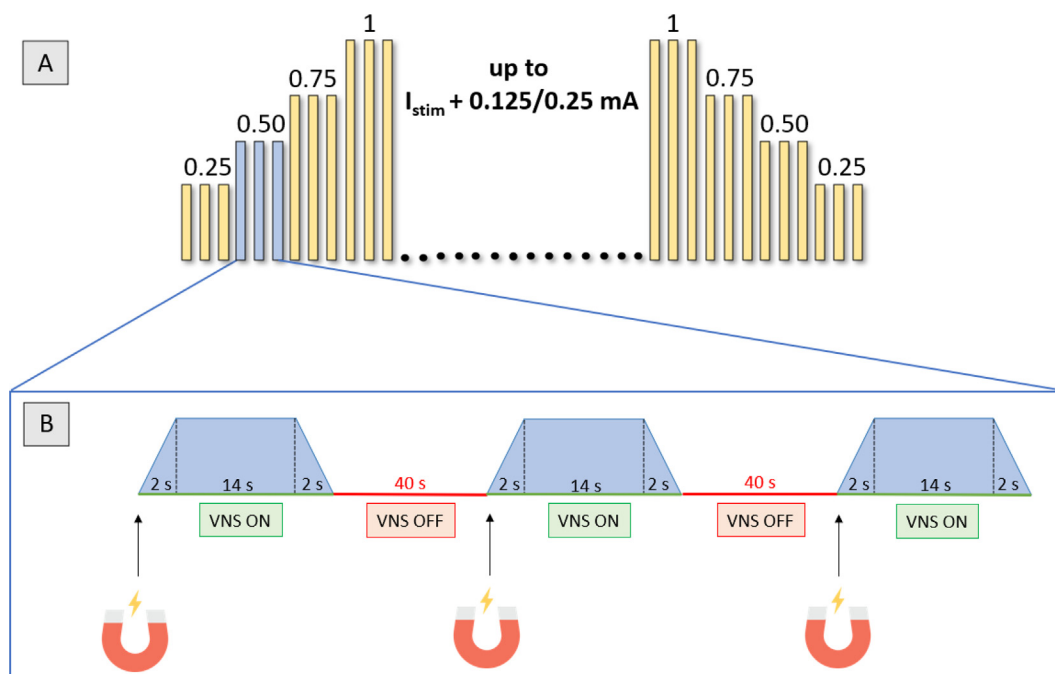 A
0.25
0.50
0.75
1
up to
I_stim + 0.125/0.25 mA
1
0.75
0.50
0.25
B
2 s 14 s 2 s 40 s 2 s 14 s 2 s 40 s 2 s 14 s 2 s
VNS ON VNS OFF VNS ON VNS OFF VNS ON